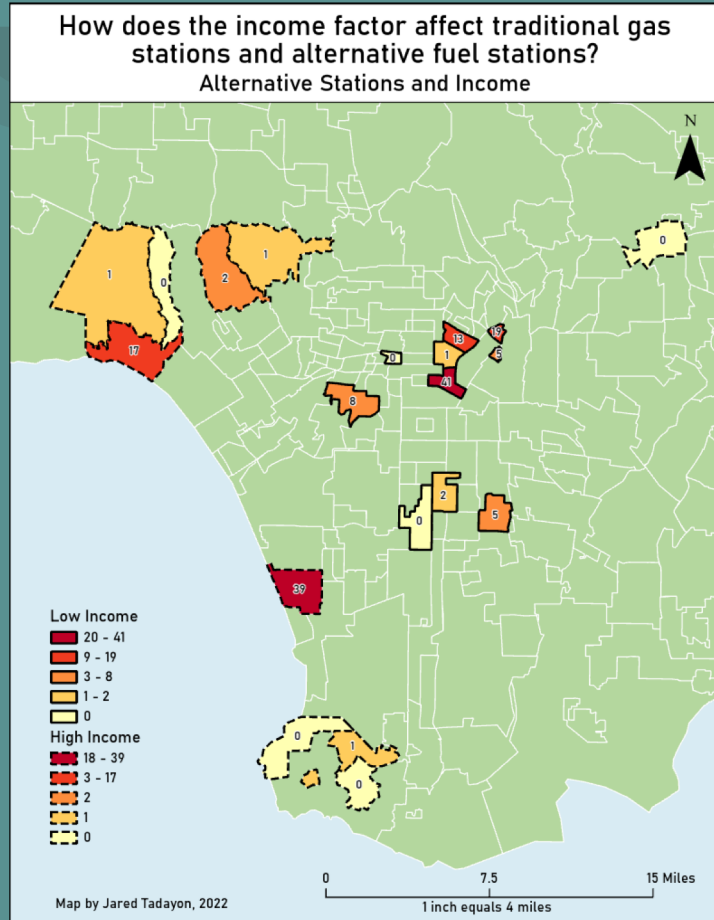 How does the income factor affect traditional gas
stations and alternative fuel stations?
Alternative Stations and Income
N
0
1
1
0
2
17
13
19
0
1
5
41
8
2
0
5
39
Low Income
20 - 41
9 - 19
3 - 8
1 - 2
0
High Income
18 - 39
3 - 17
2
1
0
0
1
0
0 7.5 15 Miles
1 inch equals 4 miles
Map by Jared Tadayon, 2022